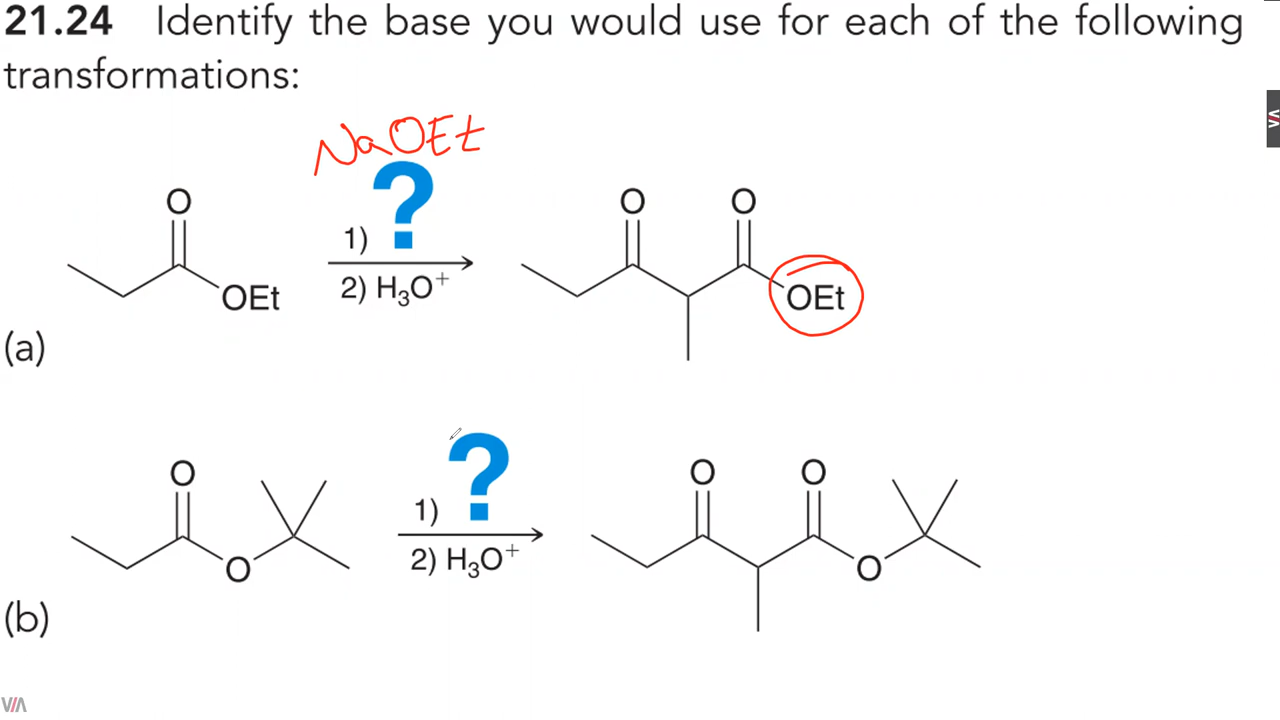 21.24 Identify the base you would use for each of the following
transformations:
NaOEt
O
O
O
1) ?
OEt
2) H₃O⁺
OEt
(a)
O
O
O
1) ?
O
2) H₃O⁺
O
(b)
VIA